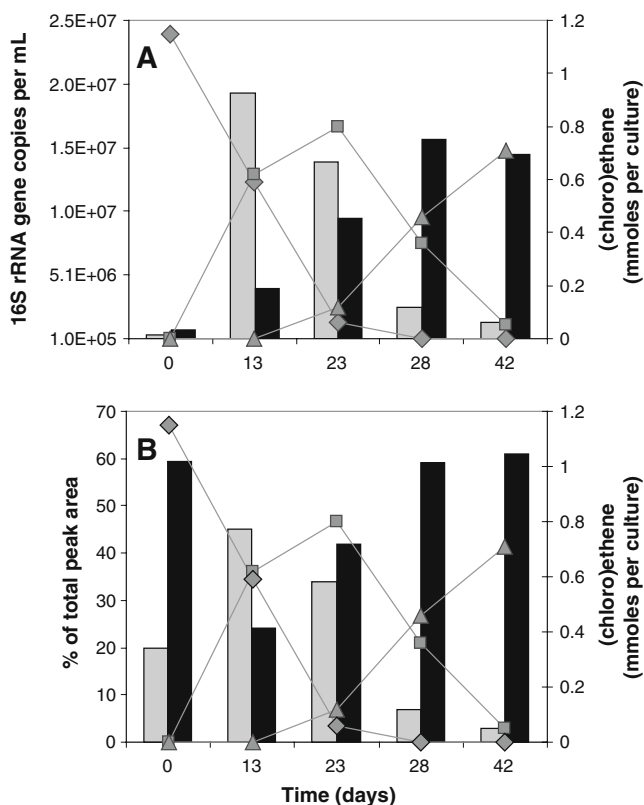 A
16S rRNA gene copies per mL
2.5E+07
2.0E+07
1.5E+07
1.0E+07
5.1E+06
1.0E+05
1.2
1
0.8
0.6
0.4
0.2
0
(chloro)ethene
(mmoles per culture)
0 13 23 28 42
B
% of total peak area
70
60
50
40
30
20
10
0
1.2
1
0.8
0.6
0.4
0.2
0
(chloro)ethene
(mmoles per culture)
0 13 23 28 42
Time (days)